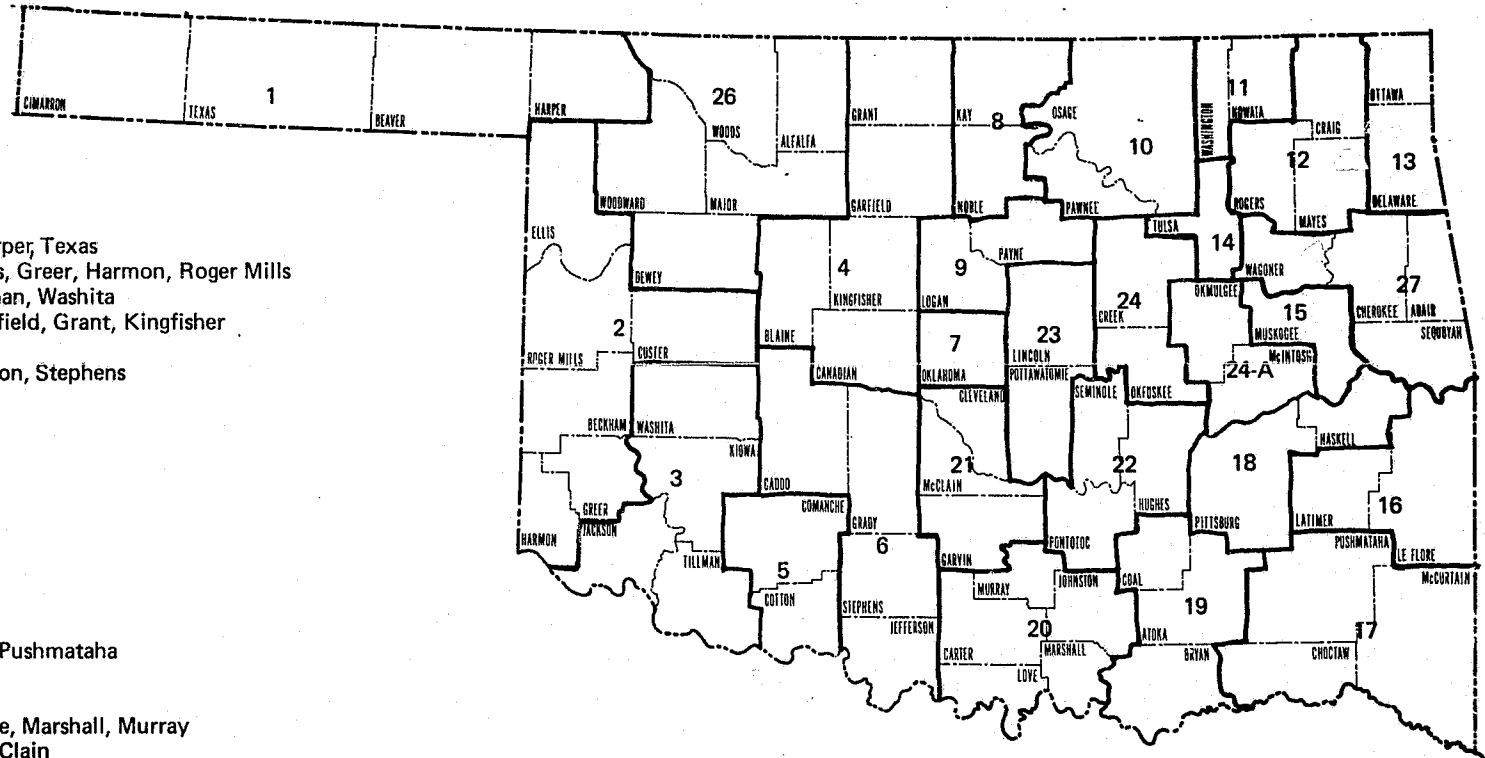 CIMARRON
TEXAS
1
BEAVER
HARPER
26
WOODS
ALFALFA
GRANT
KAY
8
OSAGE
10
WASHINGTON
11
NOWATA
CRAIG
OTTAWA
12
13
WOODWARD
MAJOR
GARFIELD
NOBLE
PAWNEE
ROGERS
MAYES
DELAWARE
TULSA
ELLIS
14
PAYNE
WAGONER
DEWEY
4
9
27
KINGFISHER
LOGAN
24
OKMULGEE
15
CREEK
CHEROKEE
ADAIR
SEQUOYAH
2
BLAINE
7
23
MUSKOGEE
McINTOSH
ROGER MILLS
CUSTER
LINCOLN
CANADIAN
OKLAHOMA
POTTAWATOMIE
24-A
CLEVELAND
SEMINOLE
OKFUSKEE
BECKHAM
WASHITA
KIOWA
HASKELL
3
21
22
18
CADDO
McCLAIN
COMANCHE
GREER
HUGHES
16
JACKSON
GRADY
PITTSBURG
LATIMER
HARMON
6
PONTOTOC
PUSHMATAHA
LE FLORE
TILLMAN
GARVIN
McCURTAIN
5
JOHNSTON
COAL
MURRAY
COTTON
STEPHENS
19
JEFFERSON
20
ATOKA
17
CARTER
MARSHALL
BRYAN
CHOCTAW
LOVE
rper, Texas
s, Greer, Harmon, Roger Mills
an, Washita
field, Grant, Kingfisher
on, Stephens
Pushmataha
e, Marshall, Murray
Clain